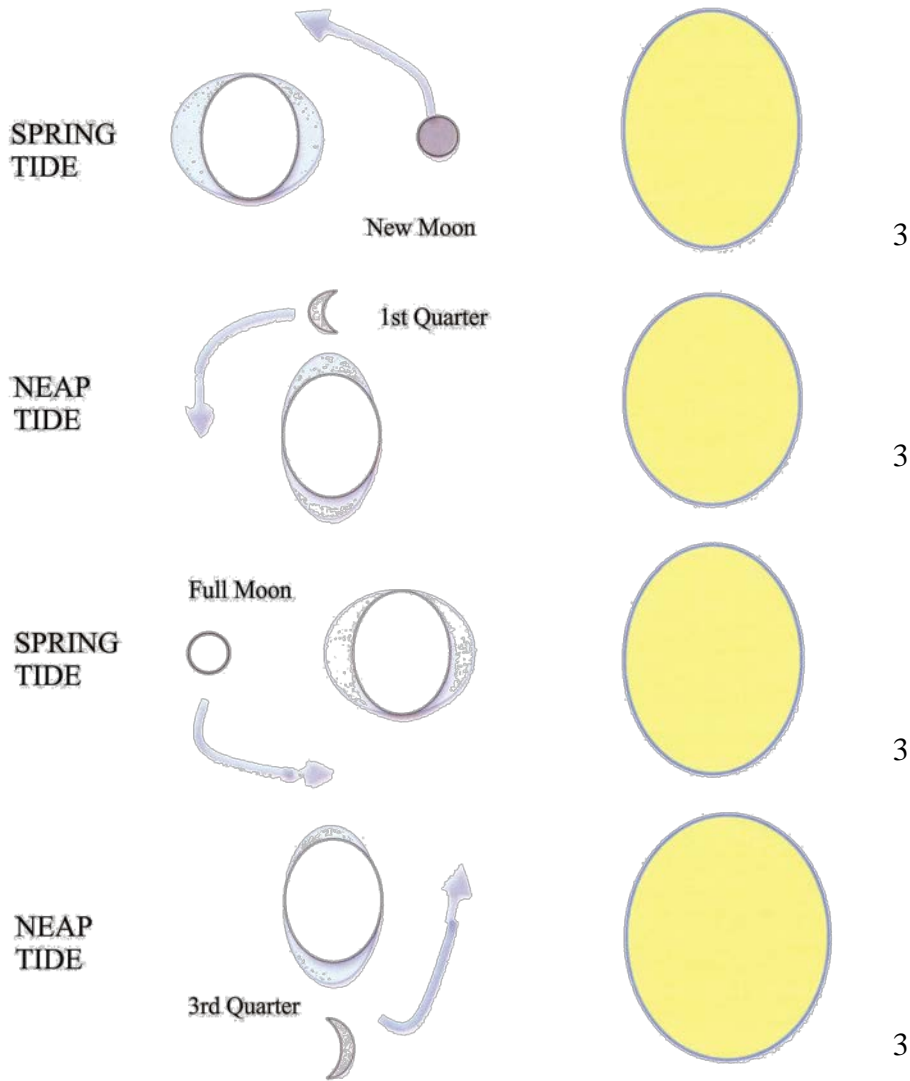 SPRING
TIDE
New Moon
3
1st Quarter
NEAP
TIDE
3
Full Moon
SPRING
TIDE
3
NEAP
TIDE
3rd Quarter
3